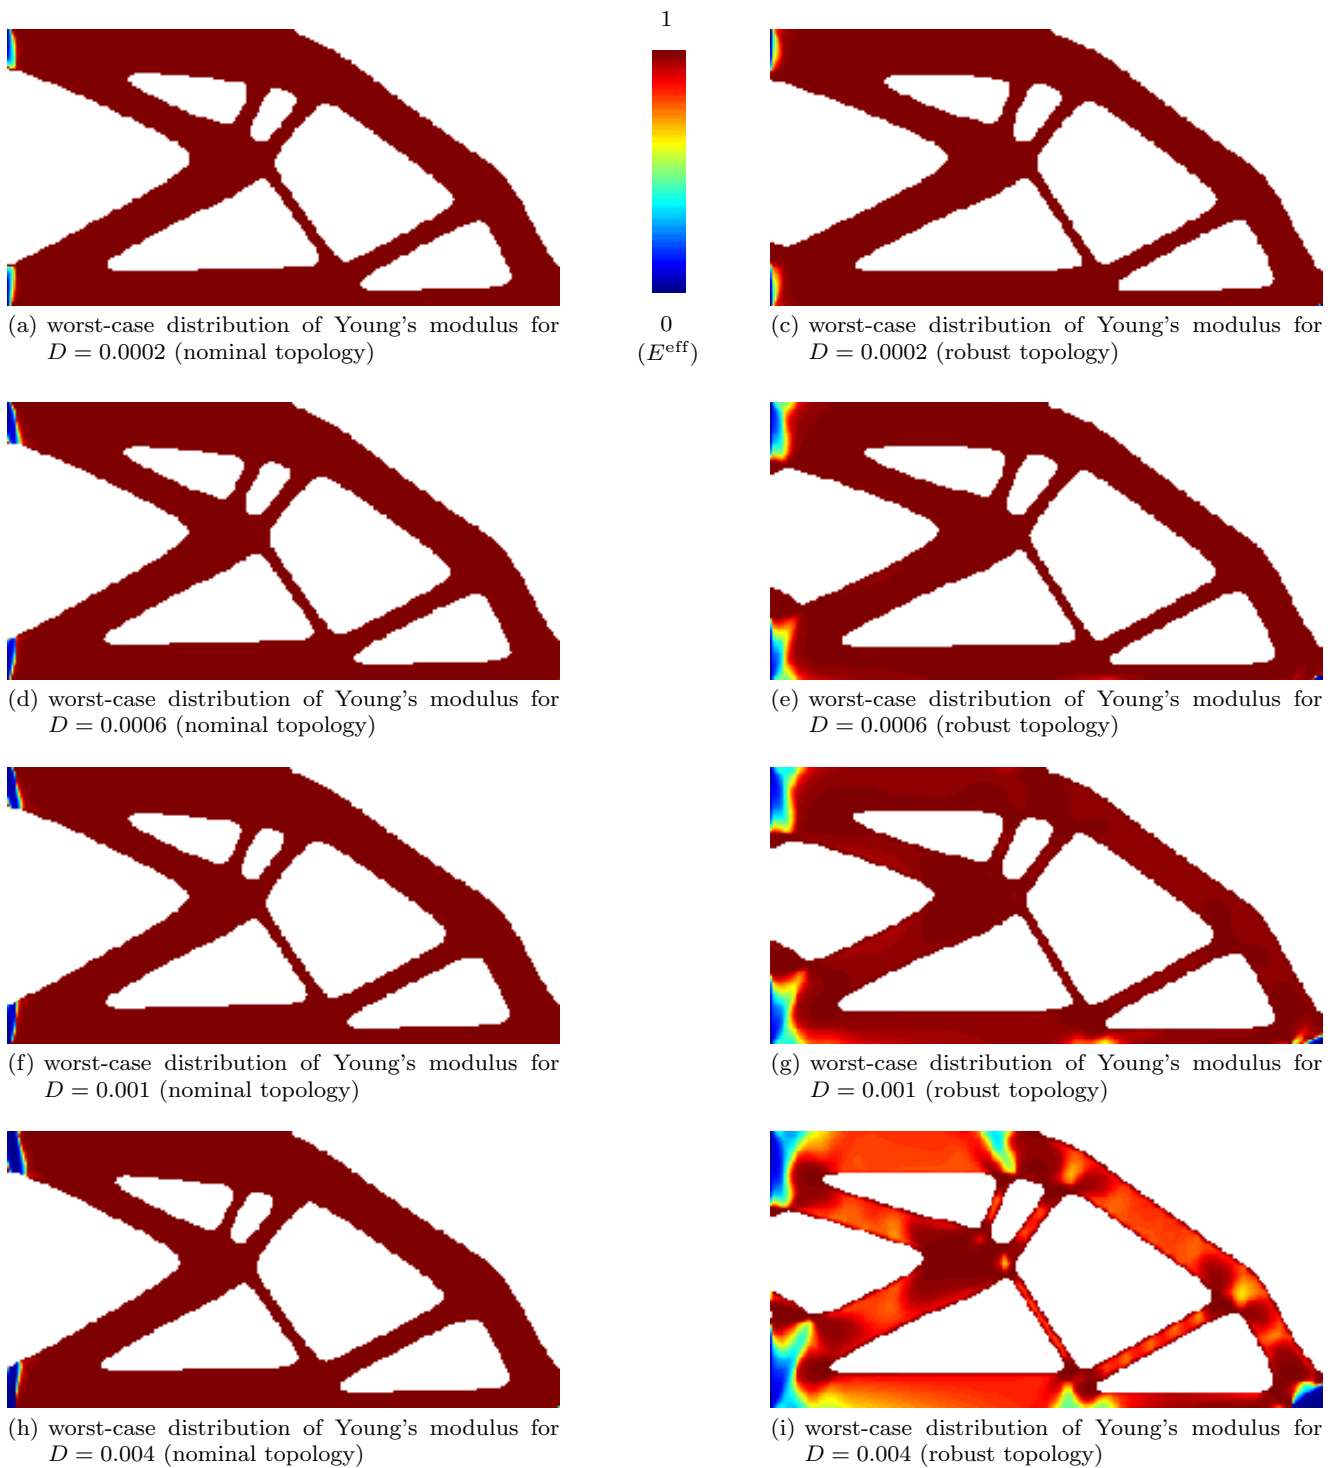 1
0
(E^eff)
(a) worst-case distribution of Young's modulus for
D = 0.0002 (nominal topology)
(c) worst-case distribution of Young's modulus for
D = 0.0002 (robust topology)
(d) worst-case distribution of Young's modulus for
D = 0.0006 (nominal topology)
(e) worst-case distribution of Young's modulus for
D = 0.0006 (robust topology)
(f) worst-case distribution of Young's modulus for
D = 0.001 (nominal topology)
(g) worst-case distribution of Young's modulus for
D = 0.001 (robust topology)
(h) worst-case distribution of Young's modulus for
D = 0.004 (nominal topology)
(i) worst-case distribution of Young's modulus for
D = 0.004 (robust topology)